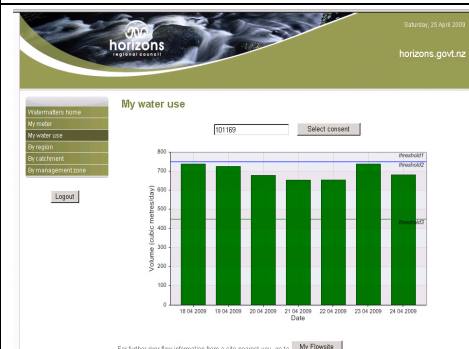 Saturday, 25 April 2009
horizons
regional council
horizons.govt.nz
My water use
Watermatters home
My meter
My water use
By region
By catchment
By management zone
Logout
101169
Select consent
800
700
600
500
400
300
200
100
0
Volume (cubic metres/day)
threshold1
threshold2
threshold3
18 04 2009
19 04 2009
20 04 2009
21 04 2009
22 04 2009
23 04 2009
24 04 2009
Date
For further river flow information from a site nearest you, go to
My Flowsite